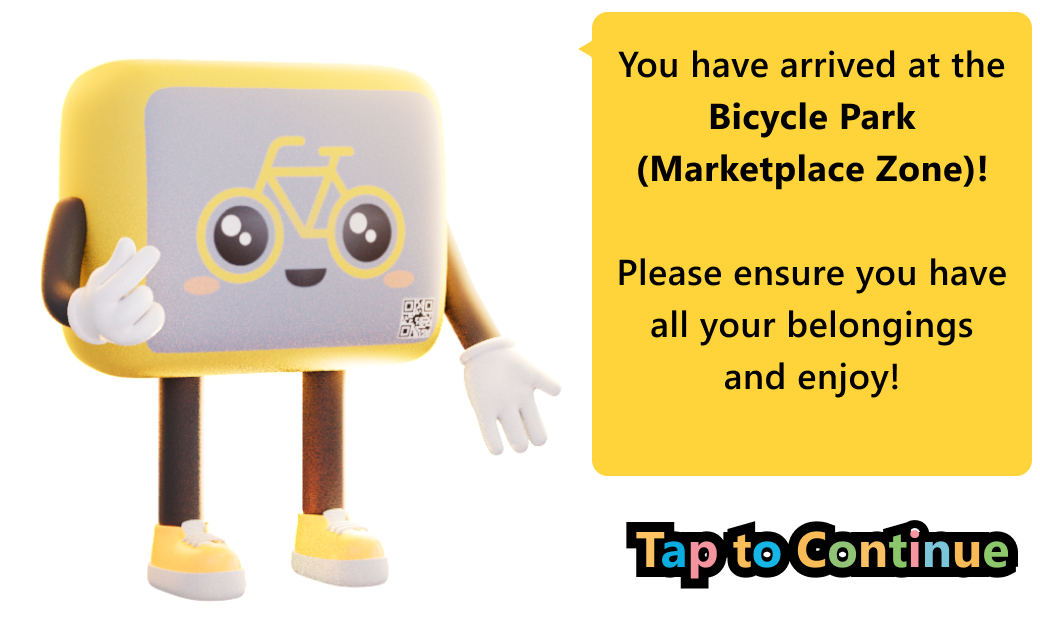 You have arrived at the
Bicycle Park
(Marketplace Zone)!
Please ensure you have
all your belongings
and enjoy!
Tap to Continue